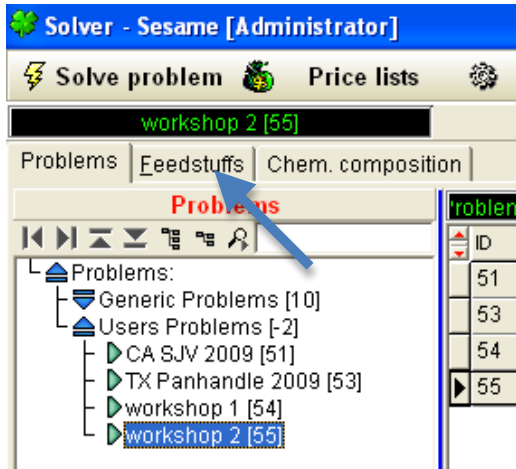 Solver - Sesame [Administrator]
Solve problem Price lists
workshop 2 [55]
Problems Feedstuffs Chem. composition
Problems
Problems:
Generic Problems [10]
Users Problems [-2]
CA SJV 2009 [51]
TX Panhandle 2009 [53]
workshop 1 [54]
workshop 2 [55]
'roblen
ID
51
53
54
55